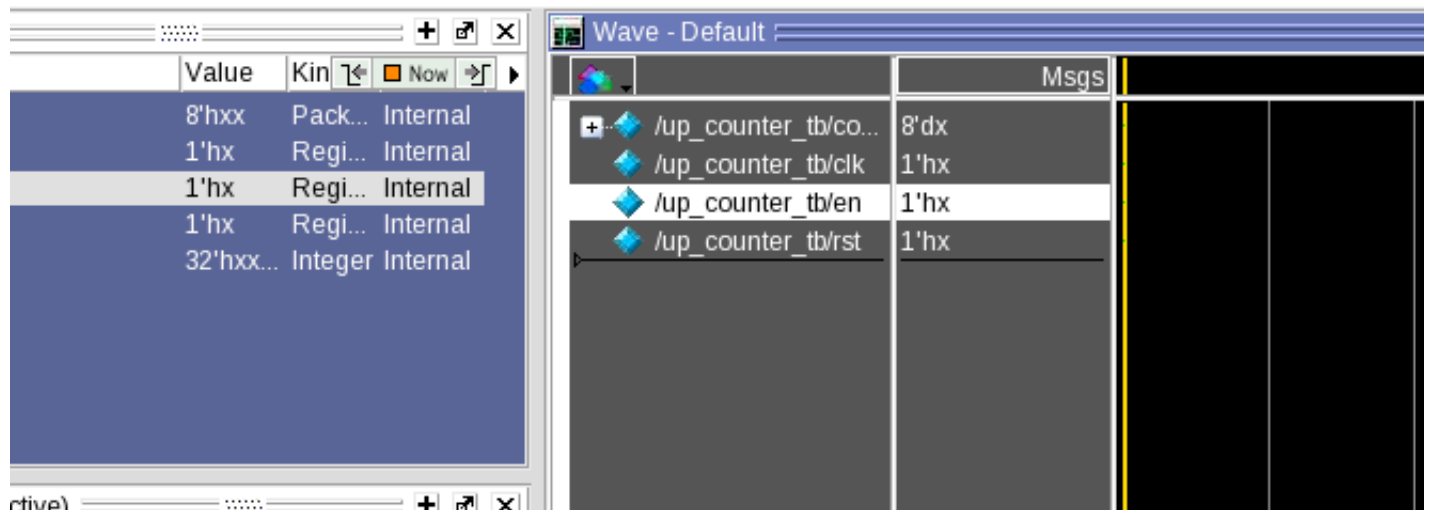 Wave - Default
Value Kin Now
Msgs
8'hxx Pack... Internal
1'hx Regi... Internal
1'hx Regi... Internal
1'hx Regi... Internal
32'hxx... Integer Internal
/up_counter_tb/co... 8'dx
/up_counter_tb/clk 1'hx
/up_counter_tb/en 1'hx
/up_counter_tb/rst 1'hx
ctive)